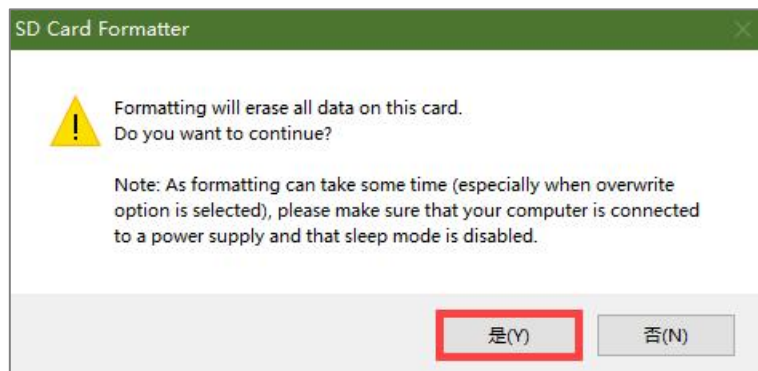 SD Card Formatter
Formatting will erase all data on this card.
Do you want to continue?
Note: As formatting can take some time (especially when overwrite
option is selected), please make sure that your computer is connected
to a power supply and that sleep mode is disabled.
是(Y) 否(N)